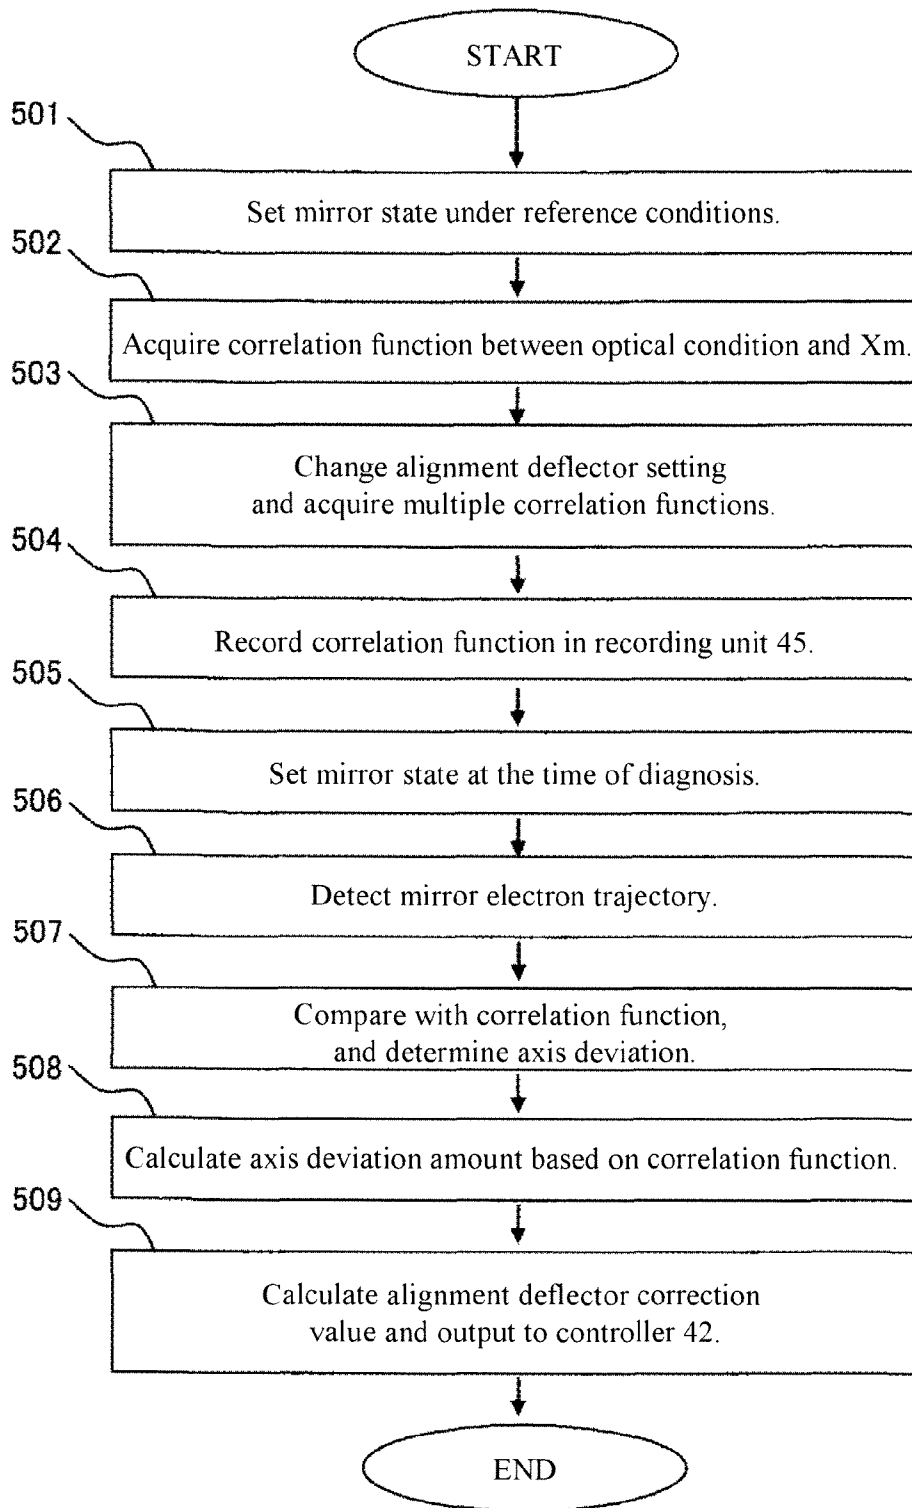 START
501
Set mirror state under reference conditions.
502
Acquire correlation function between optical condition and Xm.
503
Change alignment deflector setting
and acquire multiple correlation functions.
504
Record correlation function in recording unit 45.
505
Set mirror state at the time of diagnosis.
506
Detect mirror electron trajectory.
507
Compare with correlation function,
and determine axis deviation.
508
Calculate axis deviation amount based on correlation function.
509
Calculate alignment deflector correction
value and output to controller 42.
END